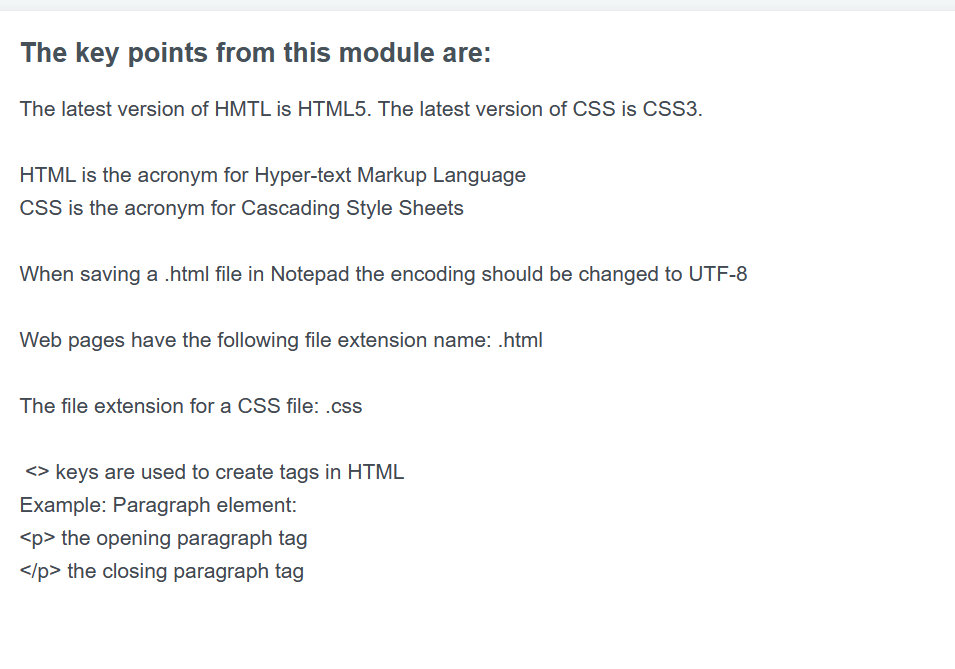 The key points from this module are:
The latest version of HMTL is HTML5. The latest version of CSS is CSS3.
HTML is the acronym for Hyper-text Markup Language
CSS is the acronym for Cascading Style Sheets
When saving a .html file in Notepad the encoding should be changed to UTF-8
Web pages have the following file extension name: .html
The file extension for a CSS file: .css
<> keys are used to create tags in HTML
Example: Paragraph element:
<p> the opening paragraph tag
</p> the closing paragraph tag